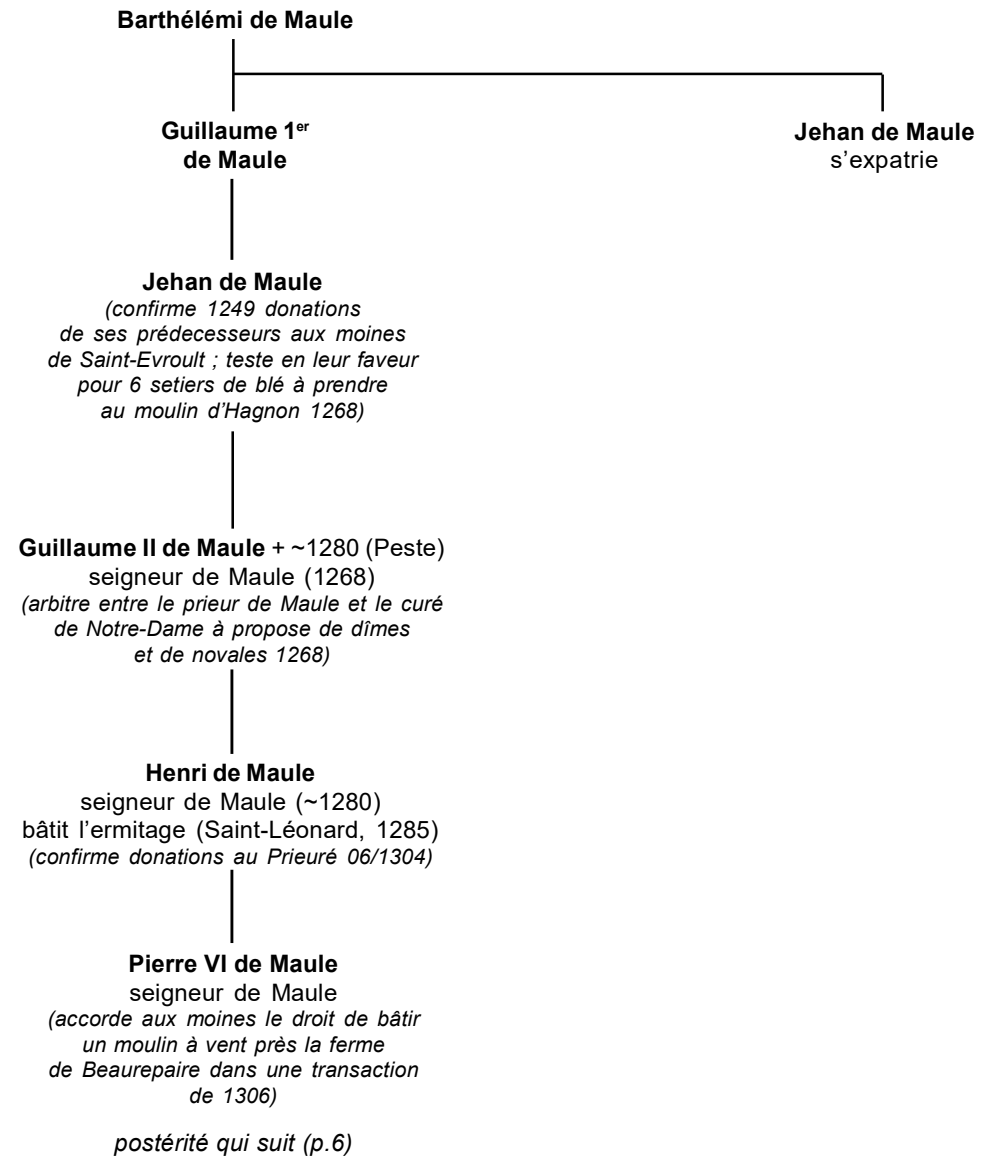 Barthélémi de Maule
Guillaume 1er
de Maule
Jehan de Maule
s'expatrie
Jehan de Maule
(confirme 1249 donations
de ses prédecesseurs aux moines
de Saint-Evroult ; teste en leur faveur
pour 6 setiers de blé à prendre
au moulin d'Hagnon 1268)
Guillaume II de Maule + ~1280 (Peste)
seigneur de Maule (1268)
(arbitre entre le prieur de Maule et le curé
de Notre-Dame à propose de dîmes
et de novales 1268)
Henri de Maule
seigneur de Maule (~1280)
bâtit l'ermitage (Saint-Léonard, 1285)
(confirme donations au Prieuré 06/1304)
Pierre VI de Maule
seigneur de Maule
(accorde aux moines le droit de bâtir
un moulin à vent près la ferme
de Beaurepaire dans une transaction
de 1306)
postérité qui suit (p.6)